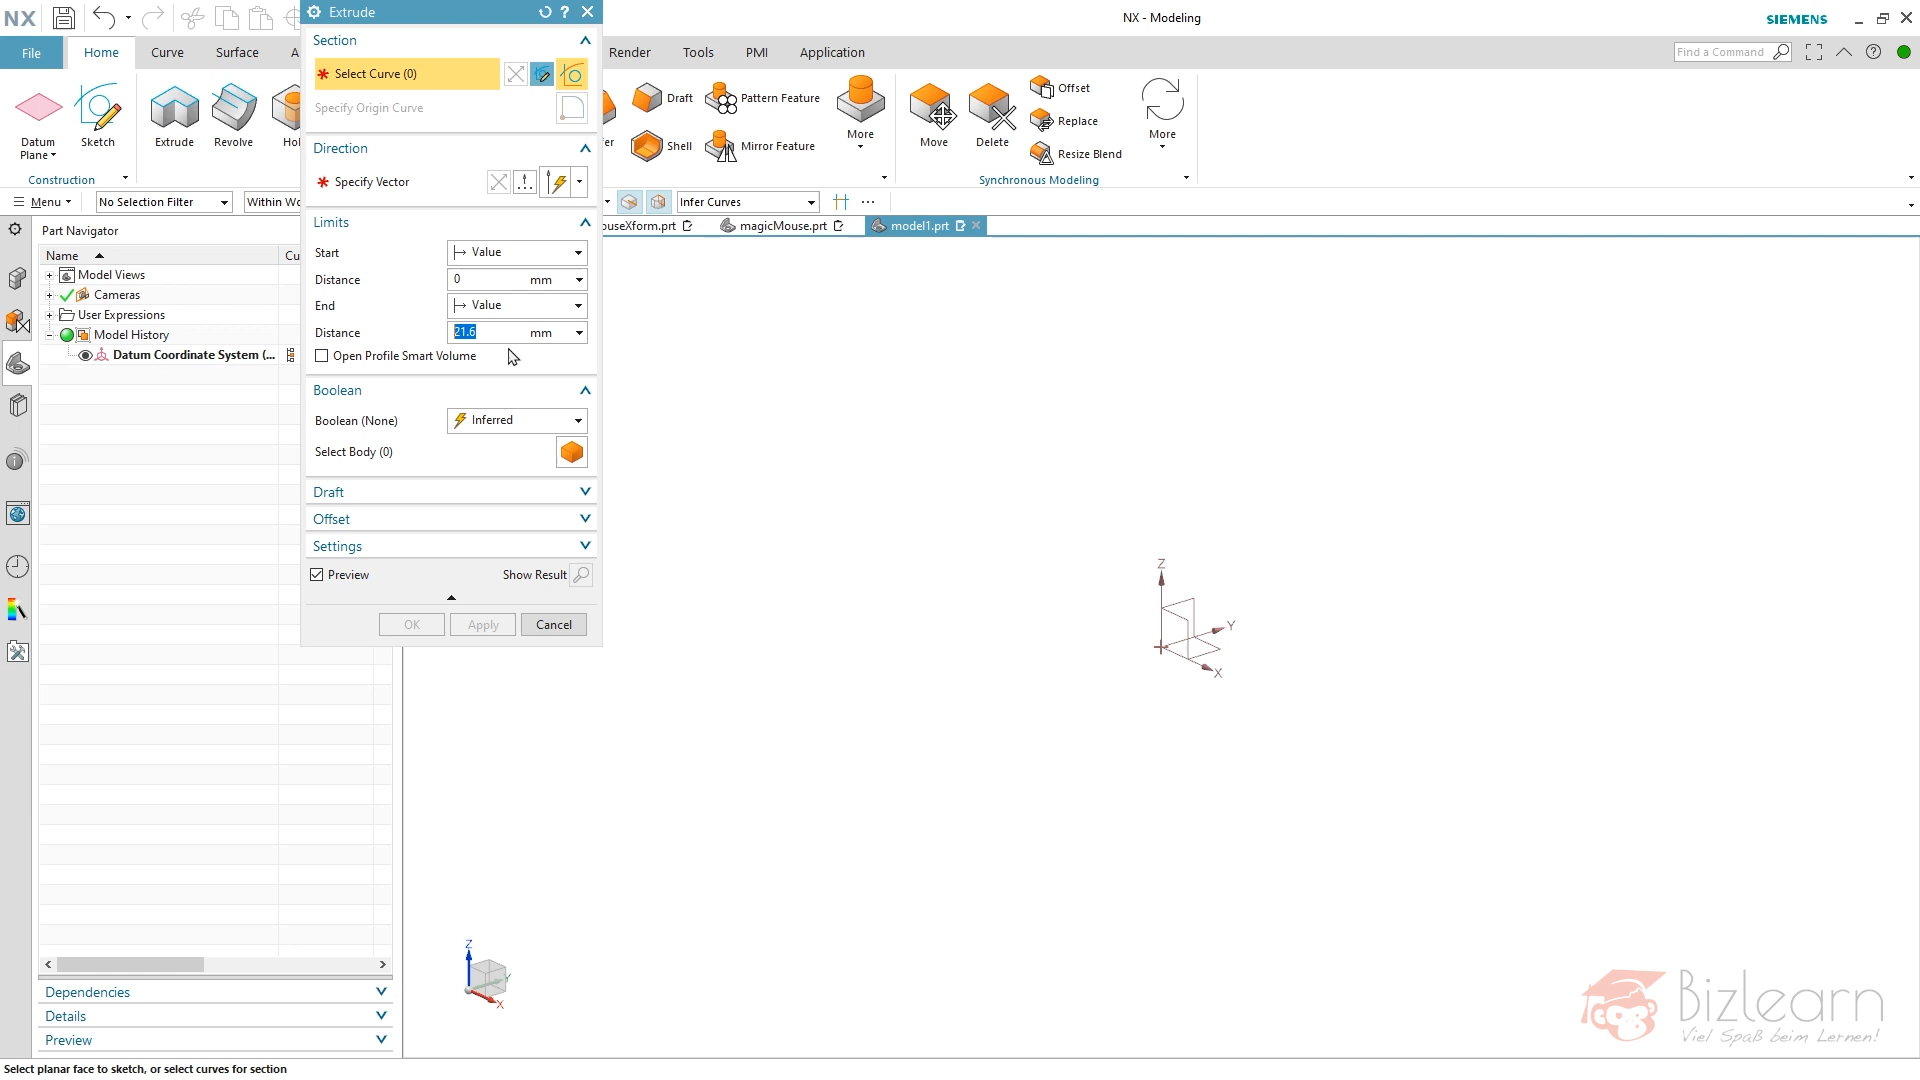 NX
Extrude
?
NX - Modeling
SIEMENS
File
Home
Curve
Surface
A
Render
Tools
PMI
Application
Find a Command
Datum
Plane
Sketch
Extrude
Revolve
Hol
er
Draft
Shell
Pattern Feature
Mirror Feature
More
Move
Delete
Offset
Replace
Resize Blend
More
Construction
Synchronous Modeling
Menu
No Selection Filter
Within Wo
Infer Curves
Part Navigator
ouseXform.prt
magicMouse.prt
model1.prt
Name
Cu
Model Views
Cameras
User Expressions
Model History
Datum Coordinate System (...
Section
* Select Curve (0)
Specify Origin Curve
Direction
* Specify Vector
Limits
Start
Value
Distance
0 mm
End
Value
Distance
21.6 mm
Open Profile Smart Volume
Boolean
Boolean (None)
Inferred
Select Body (0)
Draft
Offset
Settings
Preview
Show Result
OK
Apply
Cancel
Z
Y
X
Z
Y
X
Dependencies
Details
Preview
Bizlearn
Viel Spaß beim Lernen!
Select planar face to sketch, or select curves for section